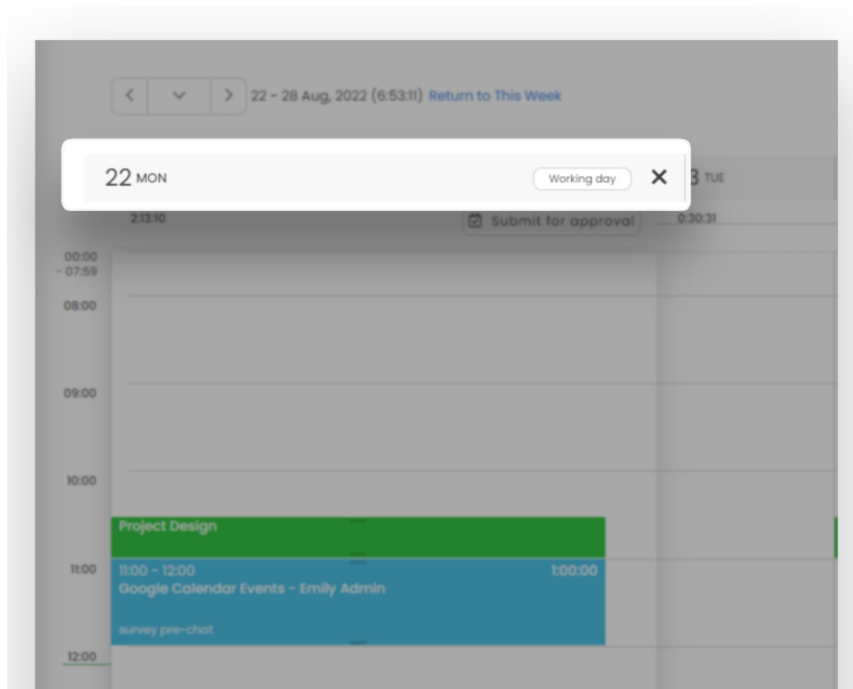 22 - 28 Aug, 2022 (6:53:11) Return to This Week
22 MON Working day
TUE
2:13:10 Submit for approval 0:30:31
00:00
- 07:59
08:00
09:00
10:00
Project Design
11:00 11:00 - 12:00 1:00:00
Google Calendar Events - Emily Admin
survey pre-chat
12:00